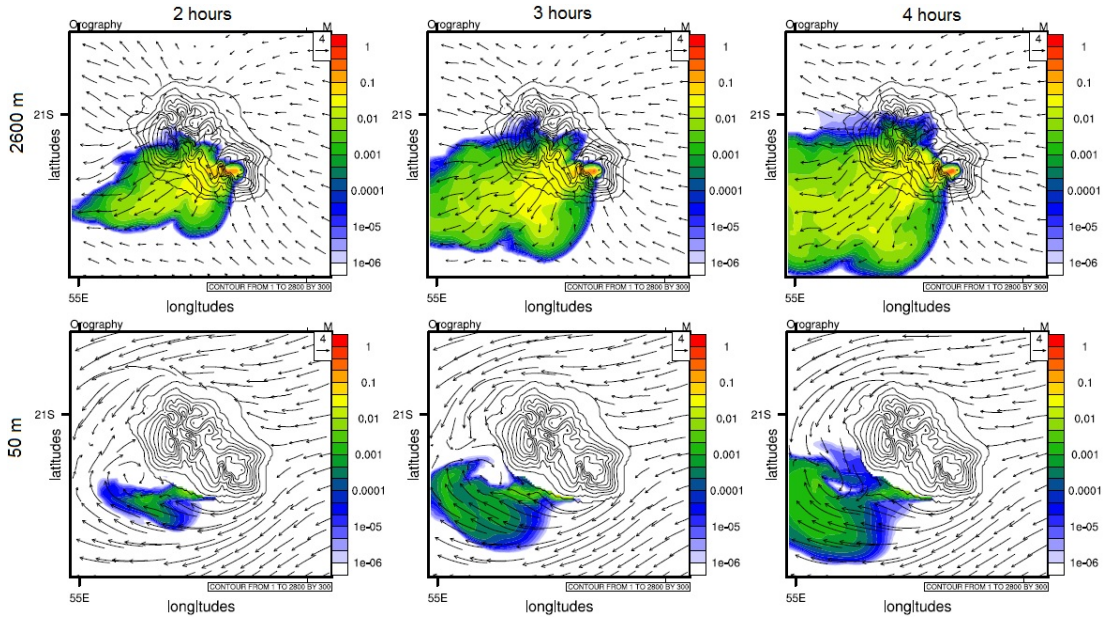 2 hours
3 hours
4 hours
2600 m
Orography
M
4
1
0.1
0.01
0.001
0.0001
1e-05
1e-06
21S
latitudes
55E
longitudes
CONTOUR FROM 1 TO 2800 BY 300
Orography
M
4
1
0.1
0.01
0.001
0.0001
1e-05
1e-06
21S
latitudes
55E
longitudes
CONTOUR FROM 1 TO 2800 BY 300
Orography
M
4
1
0.1
0.01
0.001
0.0001
1e-05
1e-06
21S
latitudes
55E
longitudes
CONTOUR FROM 1 TO 2800 BY 300
50 m
Orography
M
4
1
0.1
0.01
0.001
0.0001
1e-05
1e-06
21S
latitudes
55E
longitudes
CONTOUR FROM 1 TO 2800 BY 300
Orography
M
4
1
0.1
0.01
0.001
0.0001
1e-05
1e-06
21S
latitudes
55E
longitudes
CONTOUR FROM 1 TO 2800 BY 300
Orography
M
4
1
0.1
0.01
0.001
0.0001
1e-05
1e-06
21S
latitudes
55E
longitudes
CONTOUR FROM 1 TO 2800 BY 300